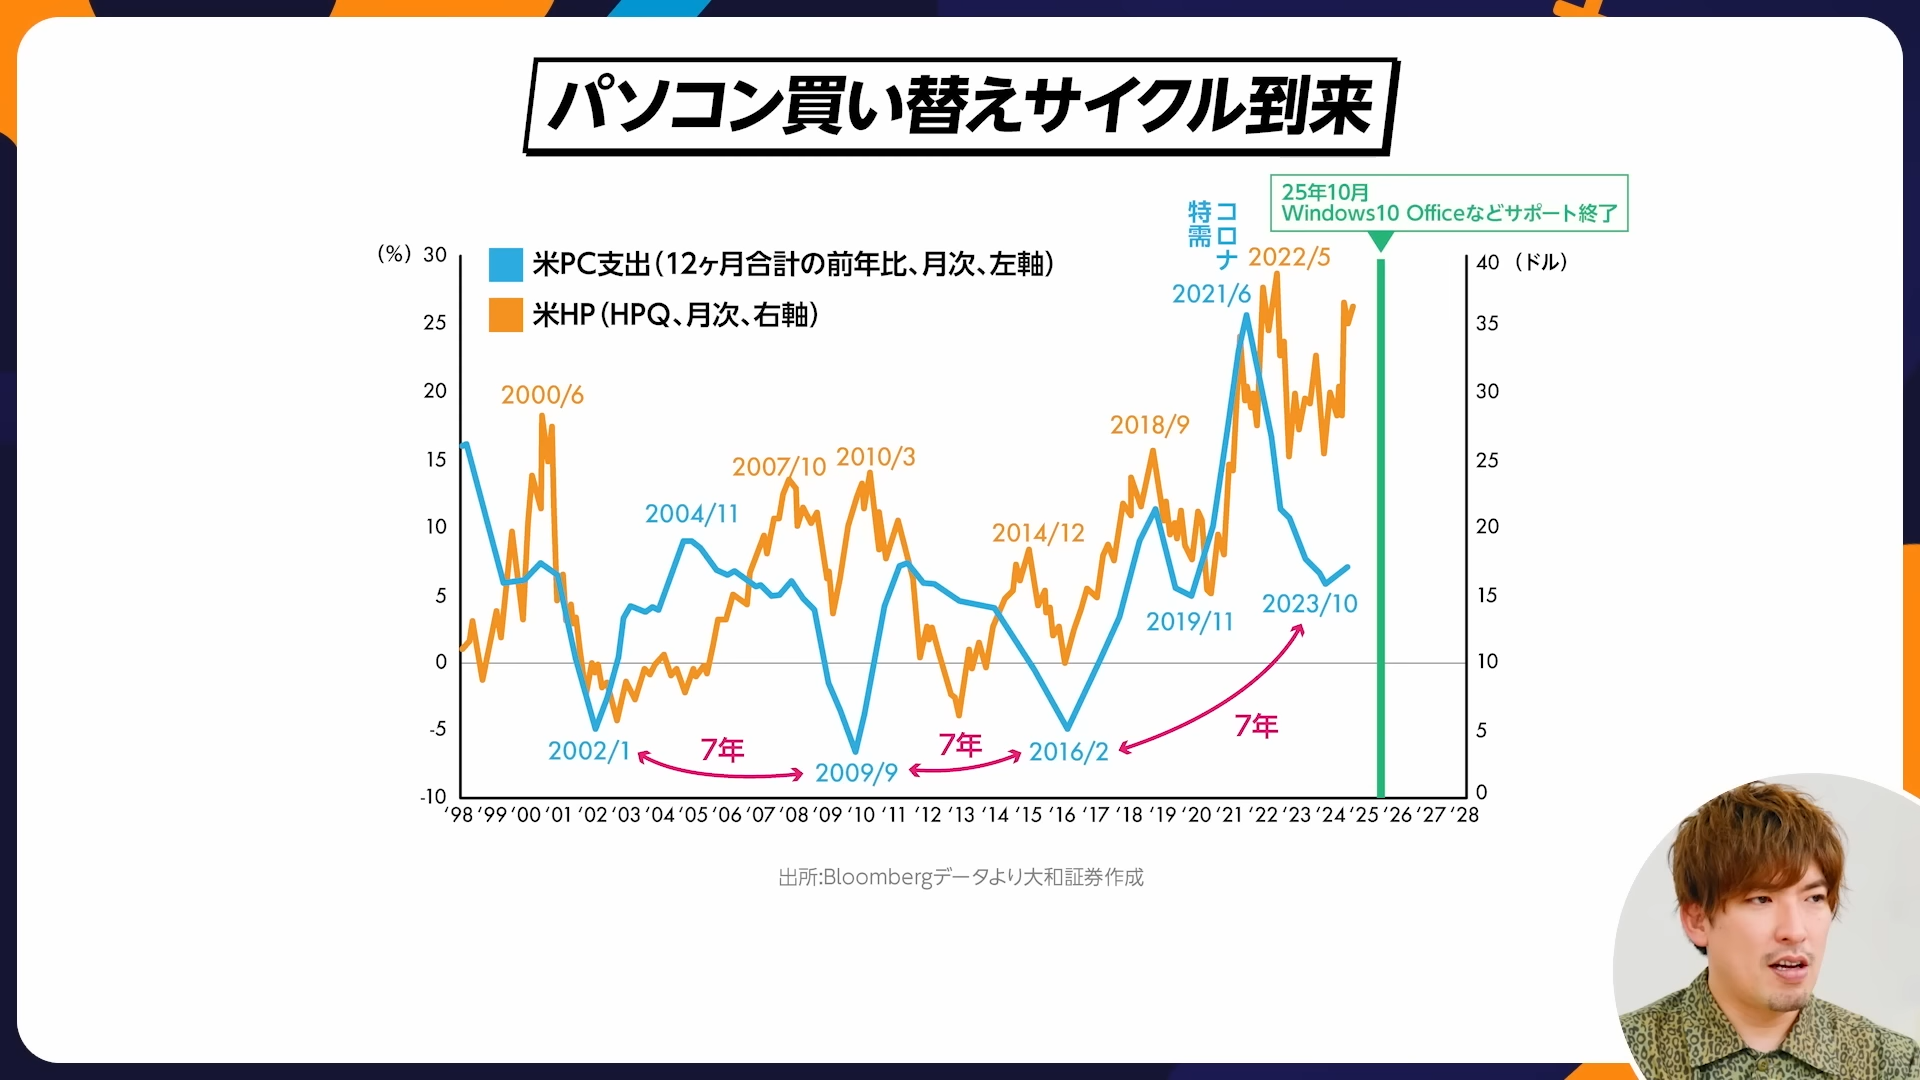 パソコン買い替えサイクル到来
25年10月
Windows10 Officeなどサポート終了
コロナ
特需
(%)
30
25
20
15
10
5
0
-5
-10
米PC支出（12ヶ月合計の前年比、月次、左軸）
米HP（HPQ、月次、右軸）
40 （ドル）
35
30
25
20
15
10
5
0
2000/6
2002/1
2004/11
2007/10
2009/9
2010/3
2014/12
2016/2
2018/9
2019/11
2021/6
2022/5
2023/10
7年
7年
7年
‘98 ‘99 ‘00 ‘01 ‘02 ‘03 ‘04 ‘05 ‘06 ‘07 ‘08 ‘09 ‘10 ‘11 ‘12 ‘13 ‘14 ‘15 ‘16 ‘17 ‘18 ‘19 ‘20 ‘21 ‘22 ‘23 ‘24 ‘25 ‘26 ‘27 ‘28
出所:Bloombergデータより大和証券作成